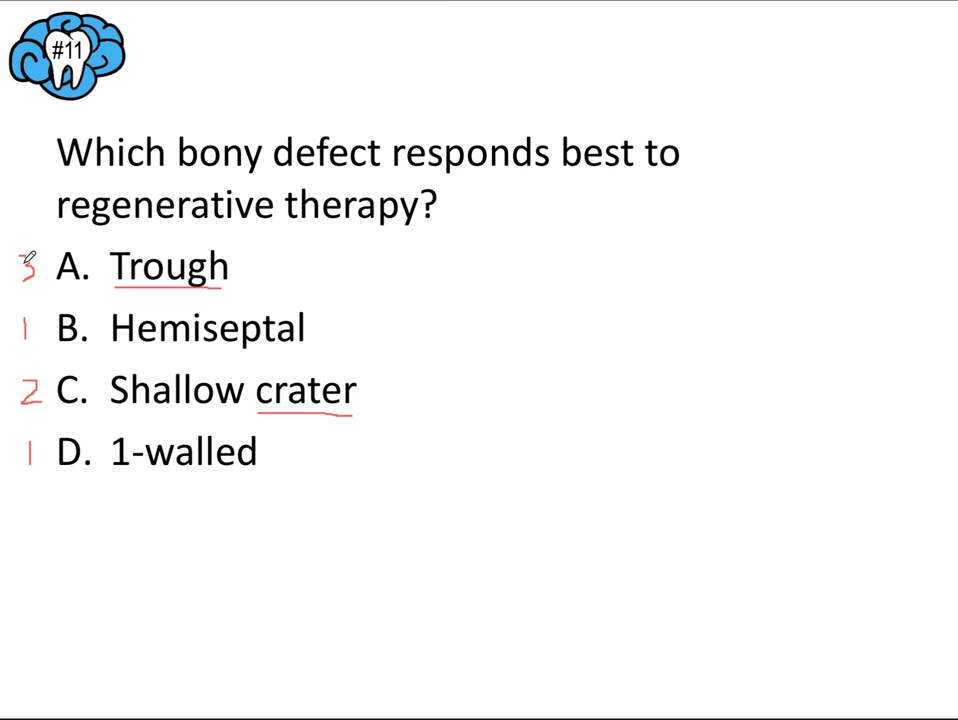 #11
Which bony defect responds best to
regenerative therapy?
3 A. Trough
1 B. Hemiseptal
2 C. Shallow crater
1 D. 1-walled